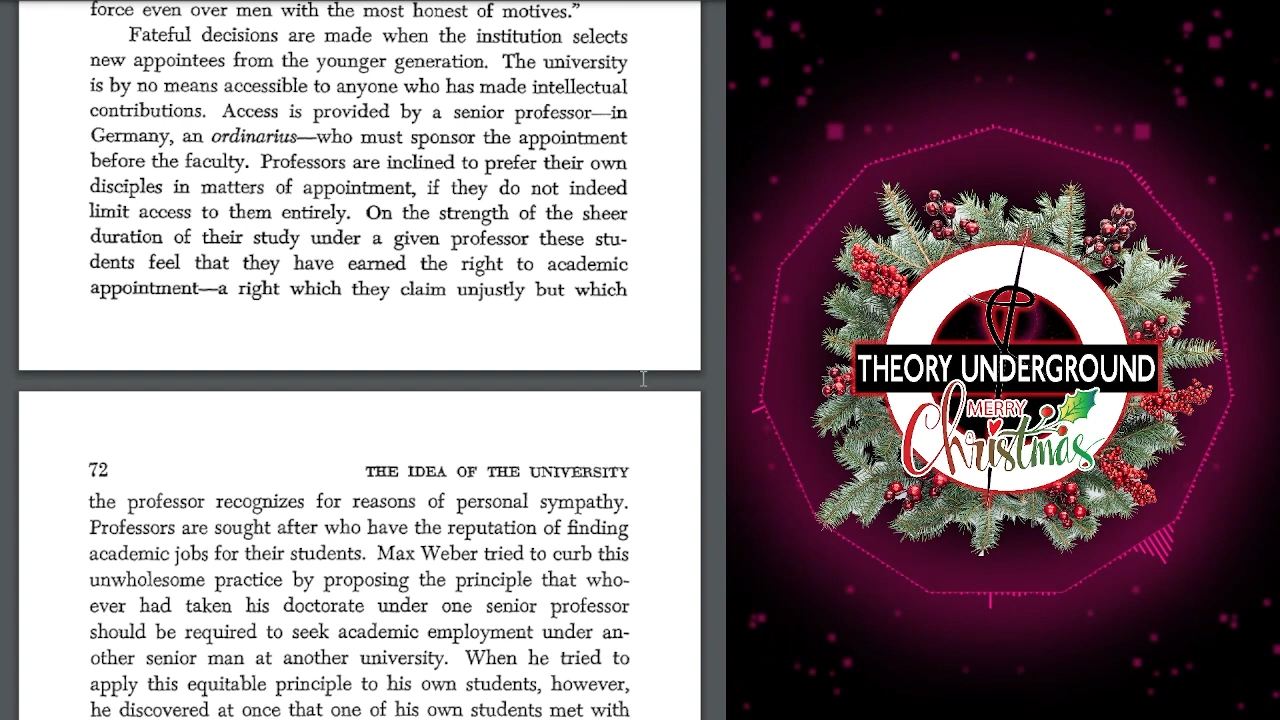 force even over men with the most honest of motives.”
Fateful decisions are made when the institution selects
new appointees from the younger generation. The university
is by no means accessible to anyone who has made intellectual
contributions. Access is provided by a senior professor—in
Germany, an ordinarius—who must sponsor the appointment
before the faculty. Professors are inclined to prefer their own
disciples in matters of appointment, if they do not indeed
limit access to them entirely. On the strength of the sheer
duration of their study under a given professor these stu-
dents feel that they have earned the right to academic
appointment—a right which they claim unjustly but which
72 THE IDEA OF THE UNIVERSITY
the professor recognizes for reasons of personal sympathy.
Professors are sought after who have the reputation of finding
academic jobs for their students. Max Weber tried to curb this
unwholesome practice by proposing the principle that who-
ever had taken his doctorate under one senior professor
should be required to seek academic employment under an-
other senior man at another university. When he tried to
apply this equitable principle to his own students, however,
he discovered at once that one of his own students met with
THEORY UNDERGROUND
MERRY
Christmas